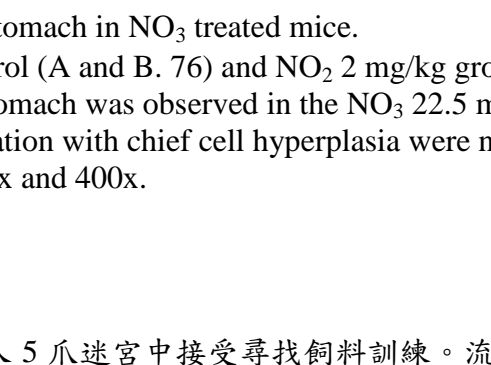 tomach in NO₃ treated mice.
rol (A and B. 76) and NO₂ 2 mg/kg gro
omach was observed in the NO₃ 22.5 m
ation with chief cell hyperplasia were n
x and 400x.
5 爪迷宮中接受尋找飼料訓練。流